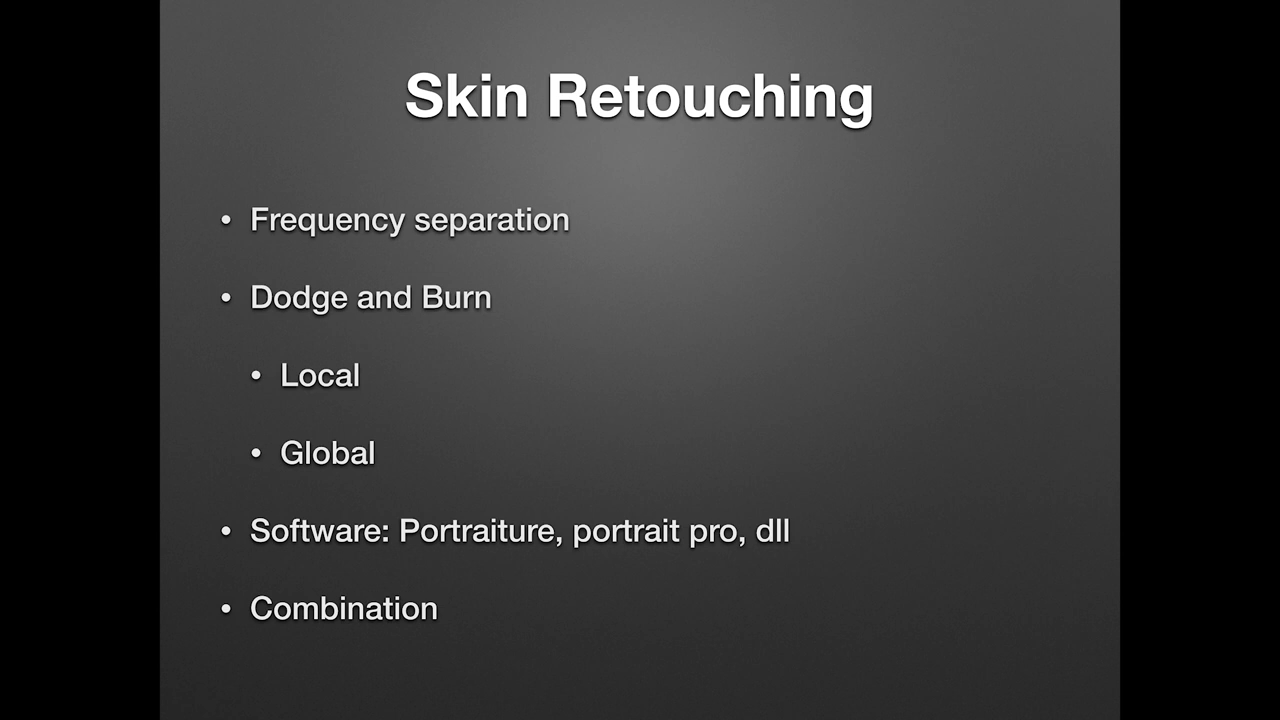 Skin Retouching
• Frequency separation
• Dodge and Burn
• Local
• Global
• Software: Portraiture, portrait pro, dll
• Combination